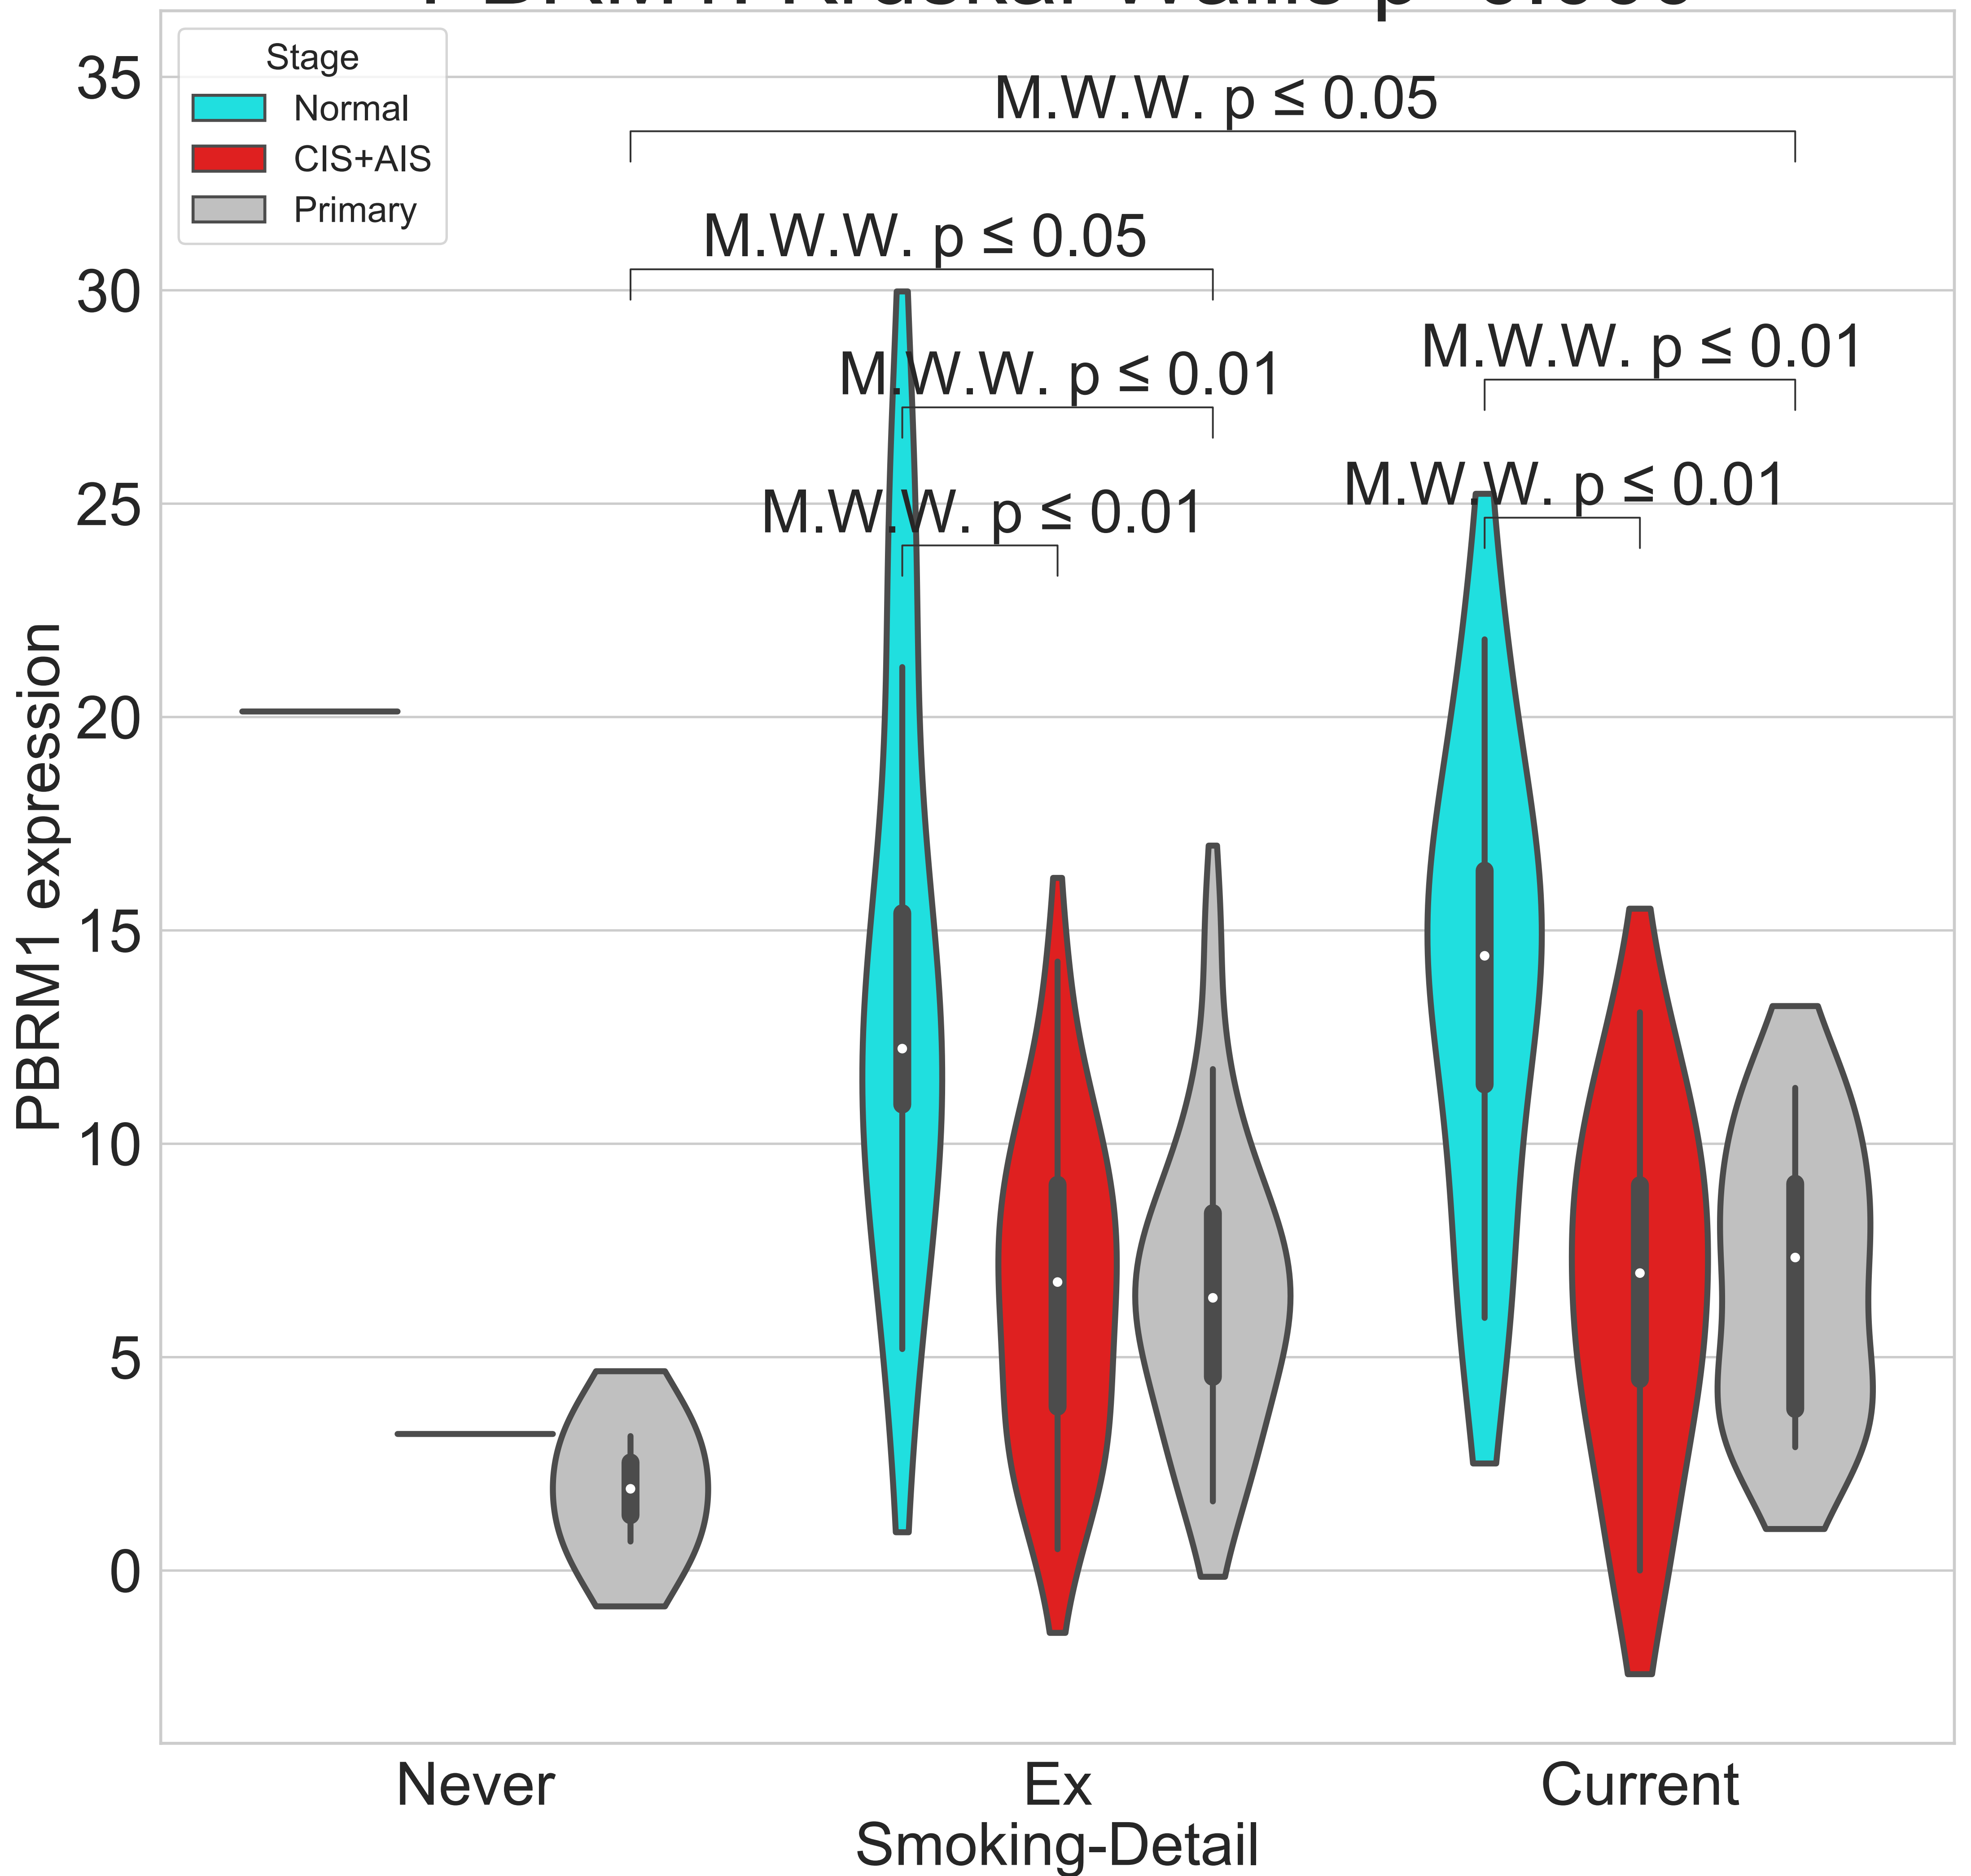 Stage
Normal
CIS+AIS
Primary
M.W.W. p ≤ 0.05
M.W.W. p ≤ 0.05
M.W.W. p ≤ 0.01
M.W.W. p ≤ 0.01
M.W.W. p ≤ 0.01
M.W.W. p ≤ 0.01
35
30
25
20
15
10
5
0
PBRM1 expression
Never
Ex
Current
Smoking-Detail